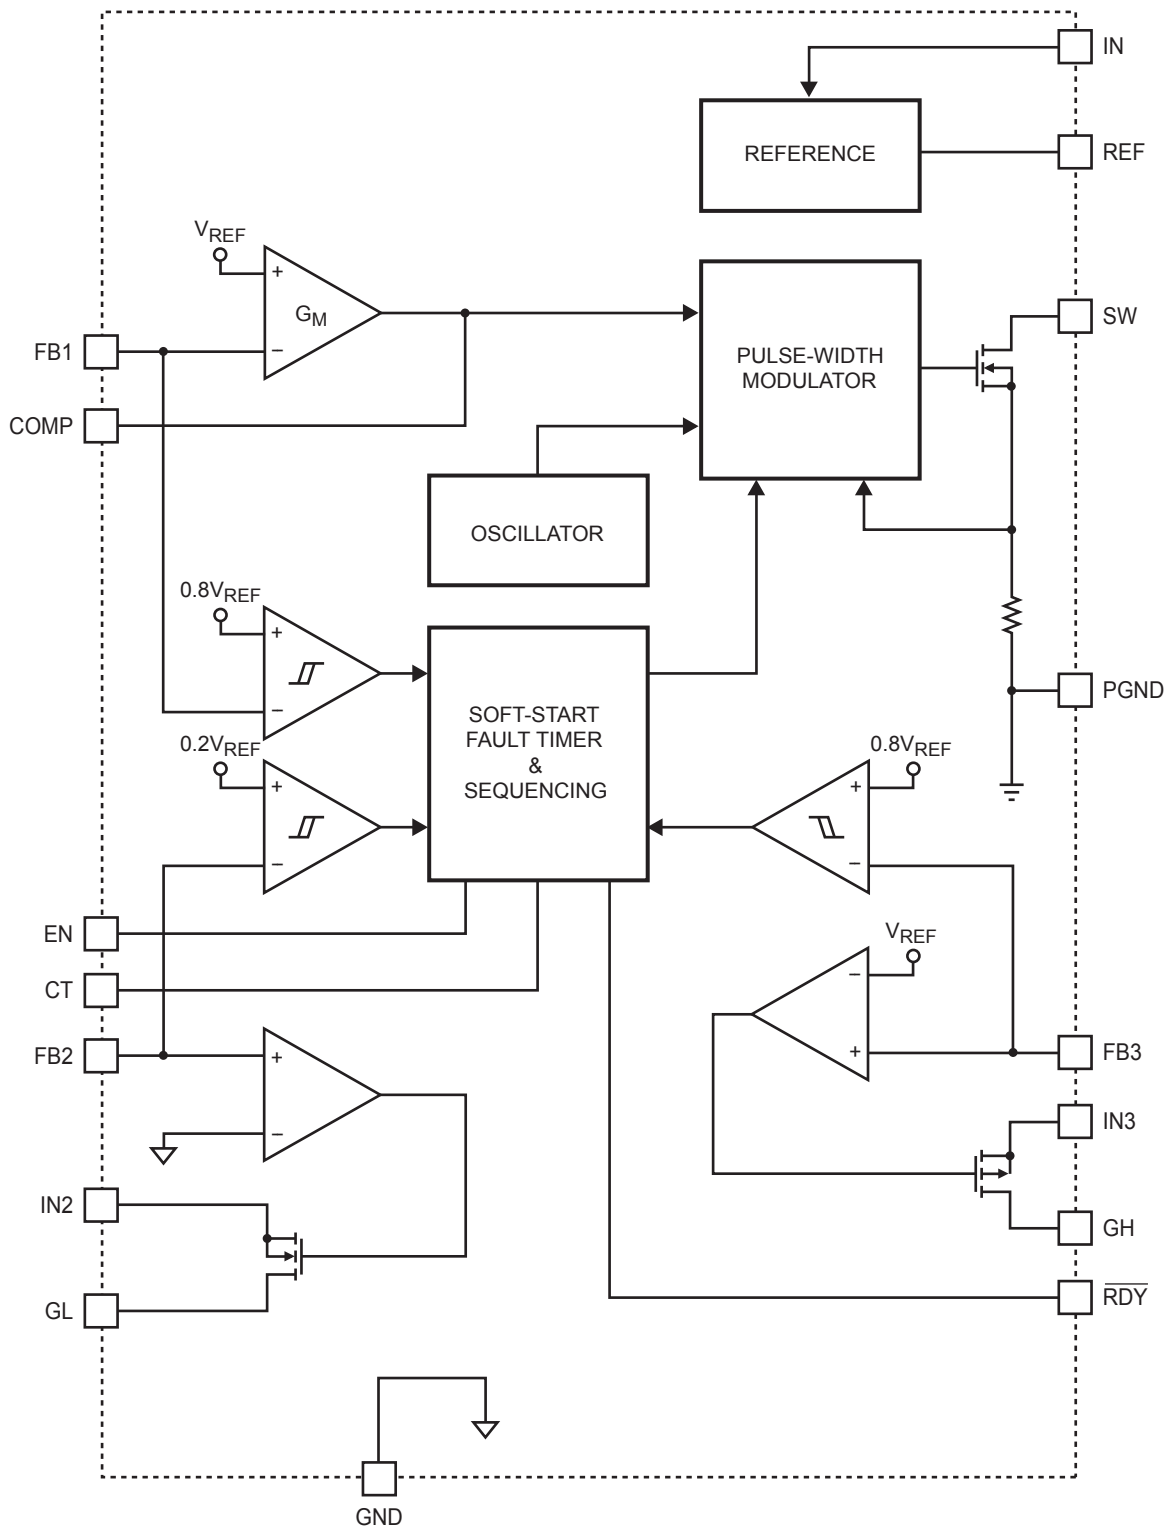 IN
REFERENCE
REF
VREF
+
GM
−
FB1
SW
PULSE-WIDTH
MODULATOR
COMP
OSCILLATOR
0.8VREF
+
−
PGND
SOFT-START
FAULT TIMER
&
SEQUENCING
0.2VREF
+
−
0.8VREF
+
−
EN
VREF
−
+
CT
FB2
+
−
FB3
IN3
IN2
GH
GL
RDY
GND